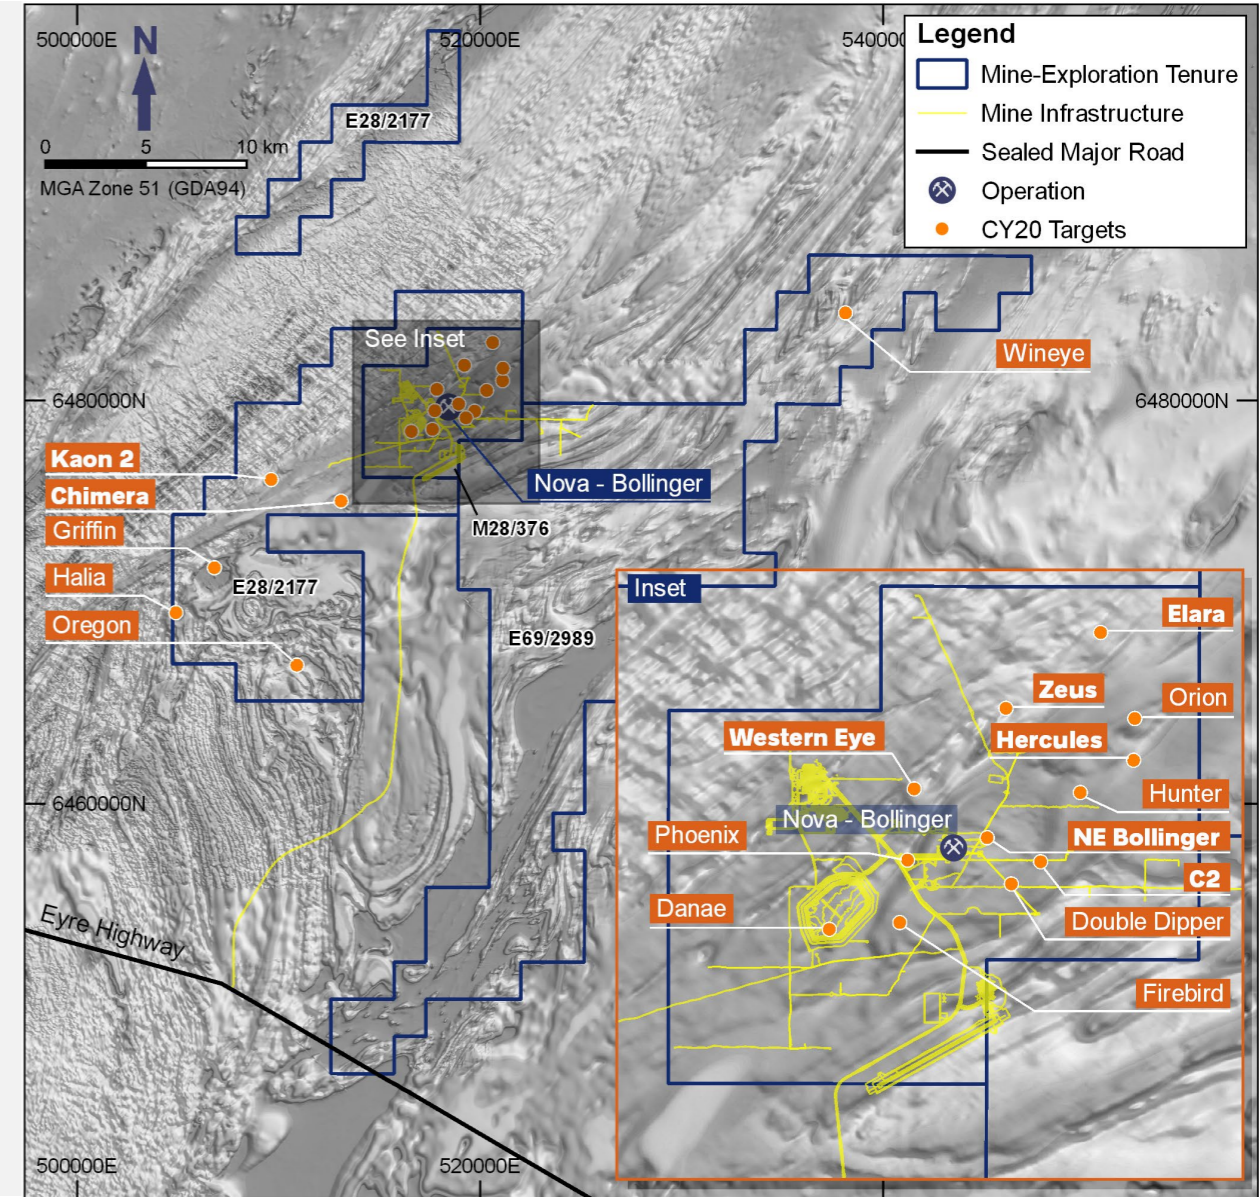 500000E
N
520000E
540000
Legend
Mine-Exploration Tenure
Mine Infrastructure
Sealed Major Road
Operation
CY20 Targets
E28/2177
0 5 10 km
MGA Zone 51 (GDA94)
See Inset
Wineye
6480000N
6480000N
Kaon 2
Chimera
Nova - Bollinger
M28/376
Griffin
Halia
E28/2177
Oregon
E69/2989
Inset
Elara
Zeus
Orion
Western Eye
Hercules
Hunter
6460000N
Nova - Bollinger
Phoenix
NE Bollinger
C2
Danae
Double Dipper
Firebird
Eyre Highway
500000E
520000E